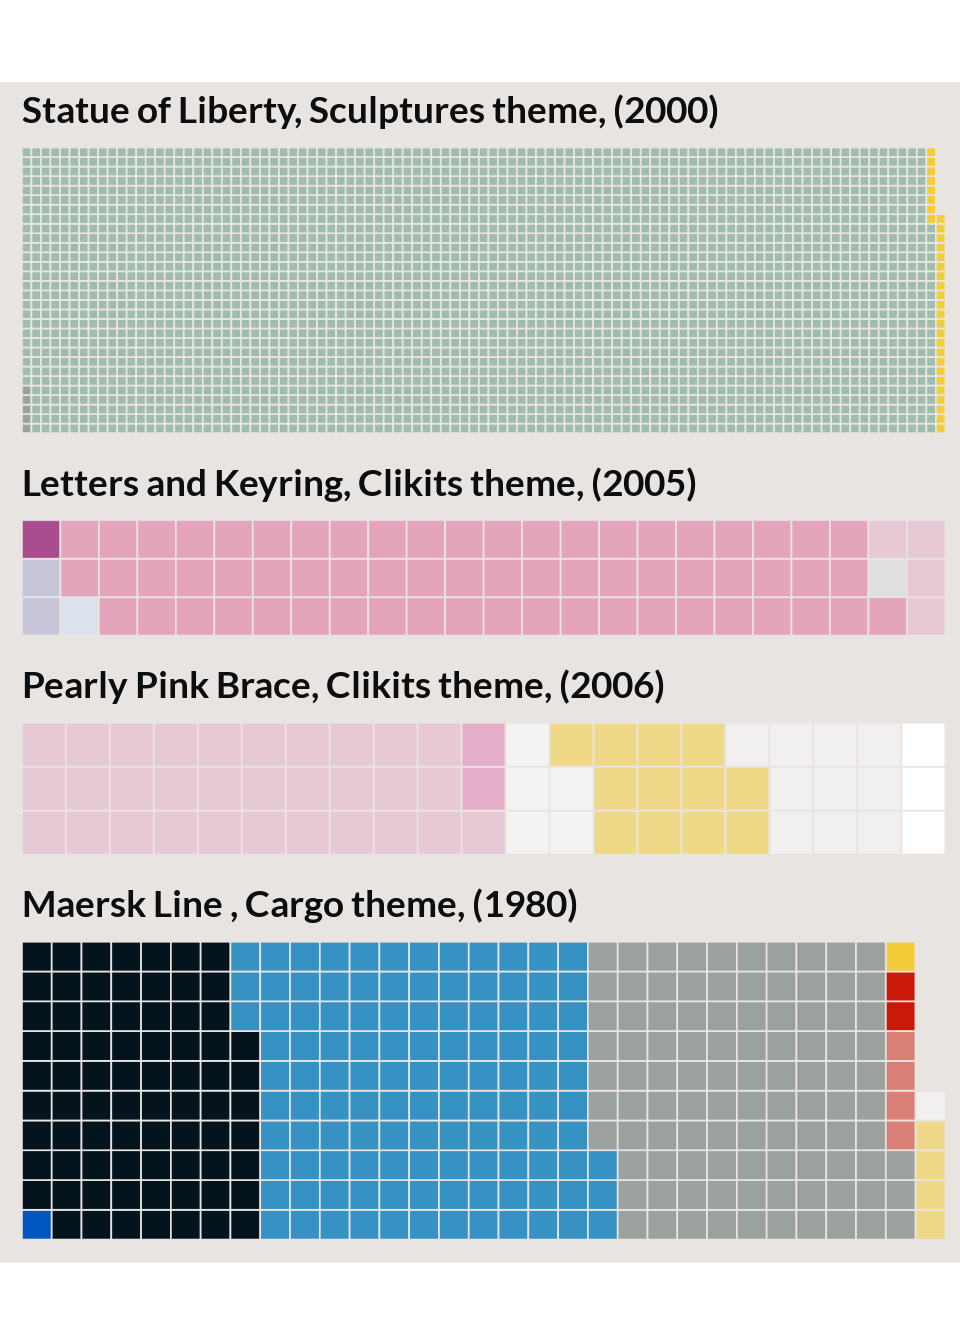 Statue of Liberty, Sculptures theme, (2000)
Letters and Keyring, Clikits theme, (2005)
Pearly Pink Brace, Clikits theme, (2006)
Maersk Line , Cargo theme, (1980)